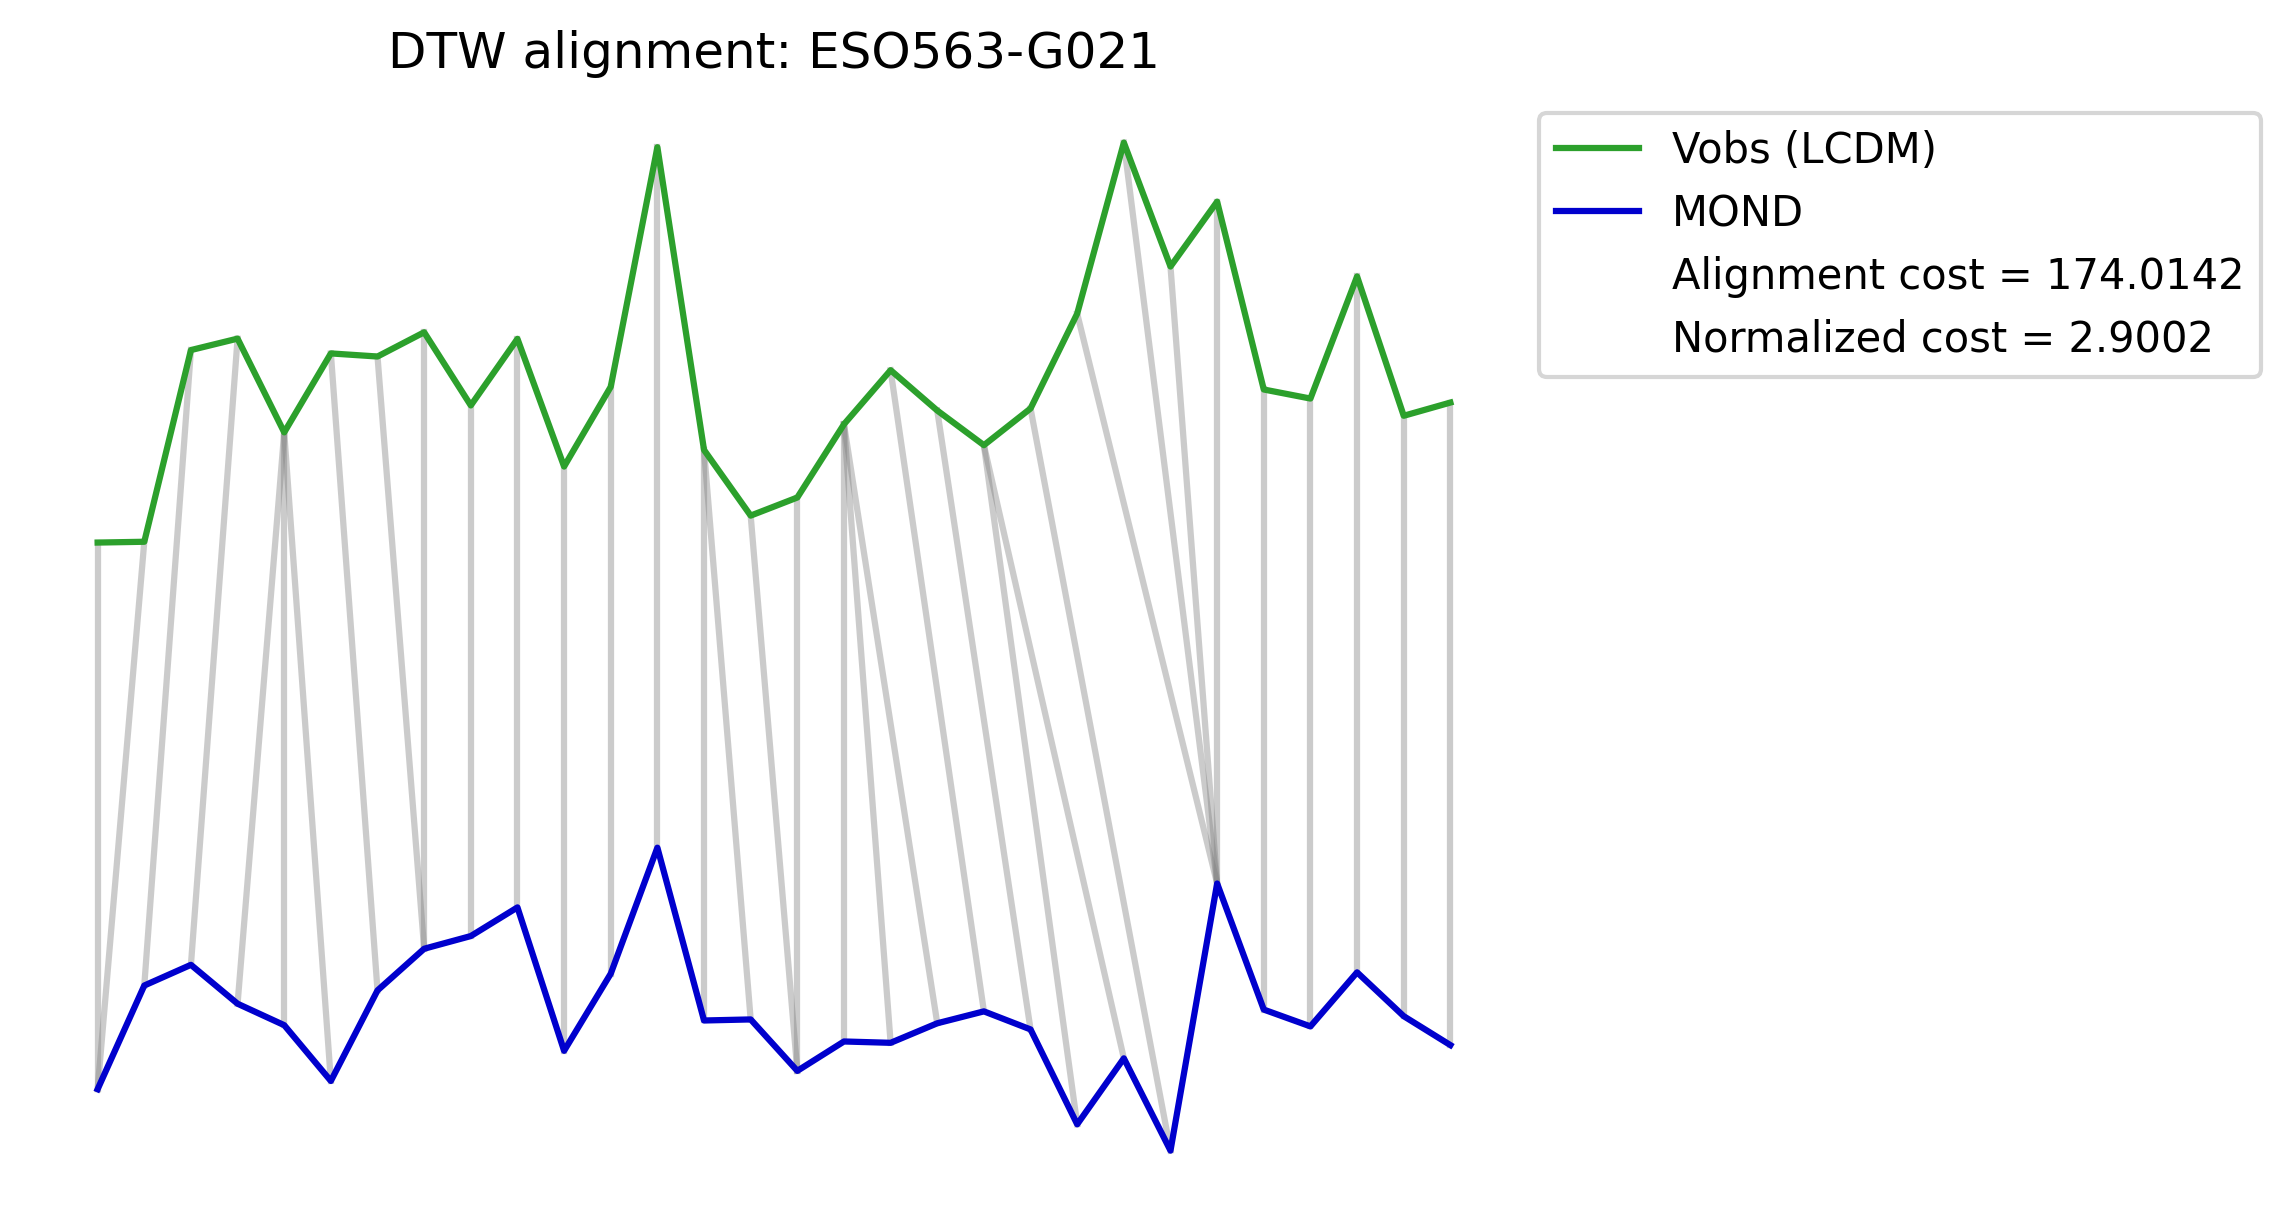 DTW alignment: ESO563-G021
Vobs (LCDM)
MOND
Alignment cost = 174.0142
Normalized cost = 2.9002